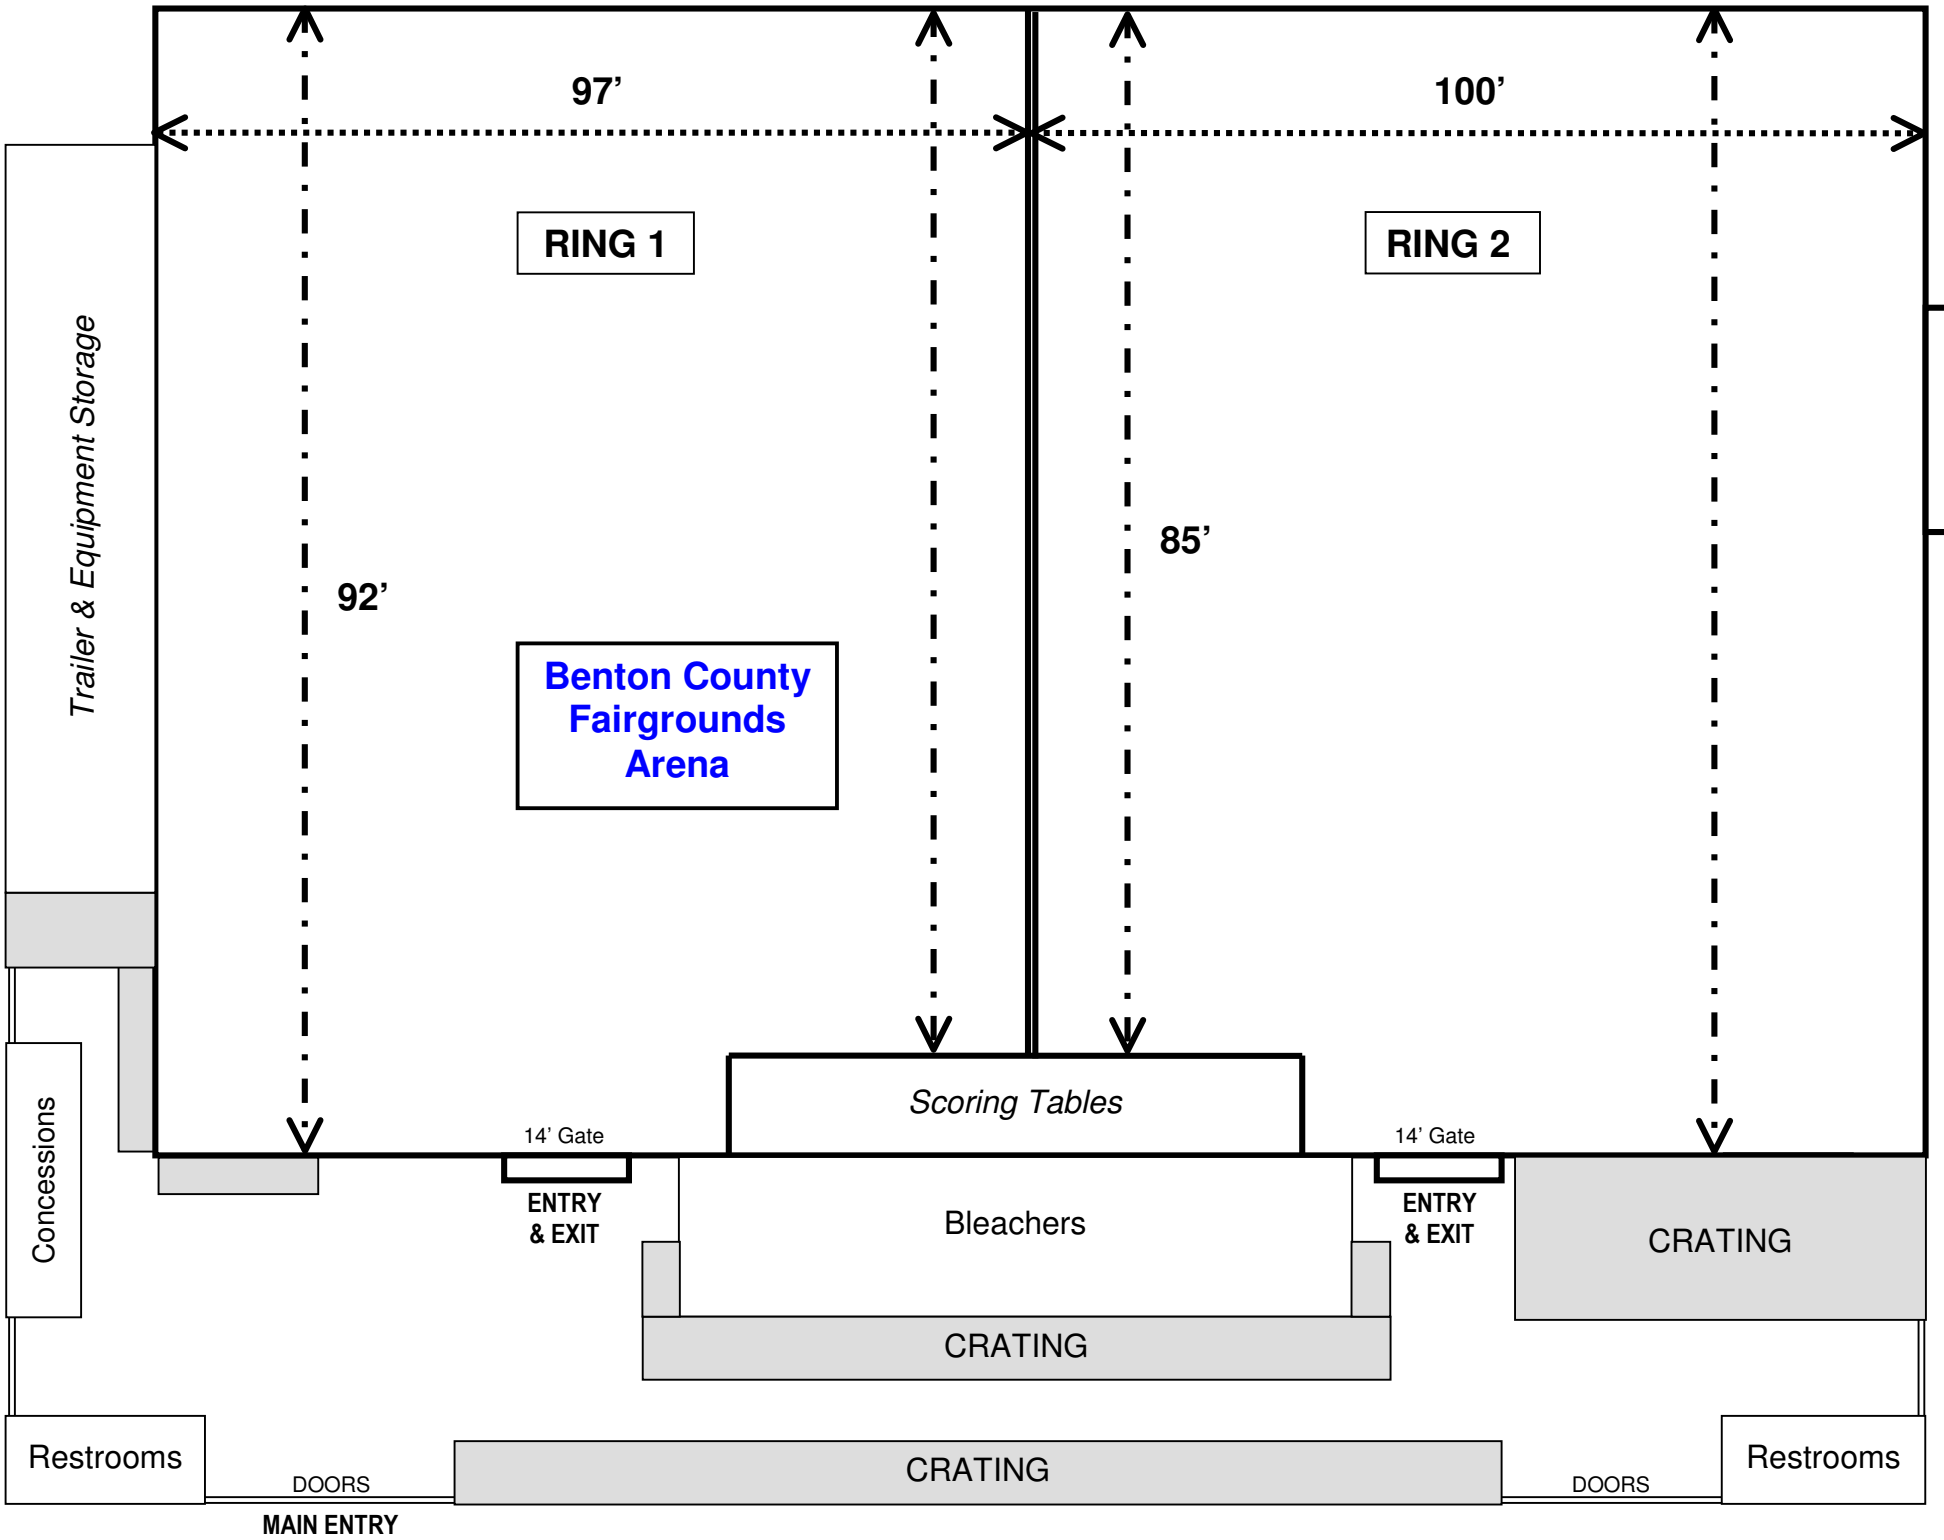 97’
100’
RING 1
RING 2
Trailer & Equipment Storage
85’
92’
Benton County
Fairgrounds
Arena
Scoring Tables
14’ Gate
14’ Gate
ENTRY
& EXIT
ENTRY
& EXIT
Concessions
Bleachers
CRATING
CRATING
Restrooms
Restrooms
CRATING
DOORS
DOORS
MAIN ENTRY